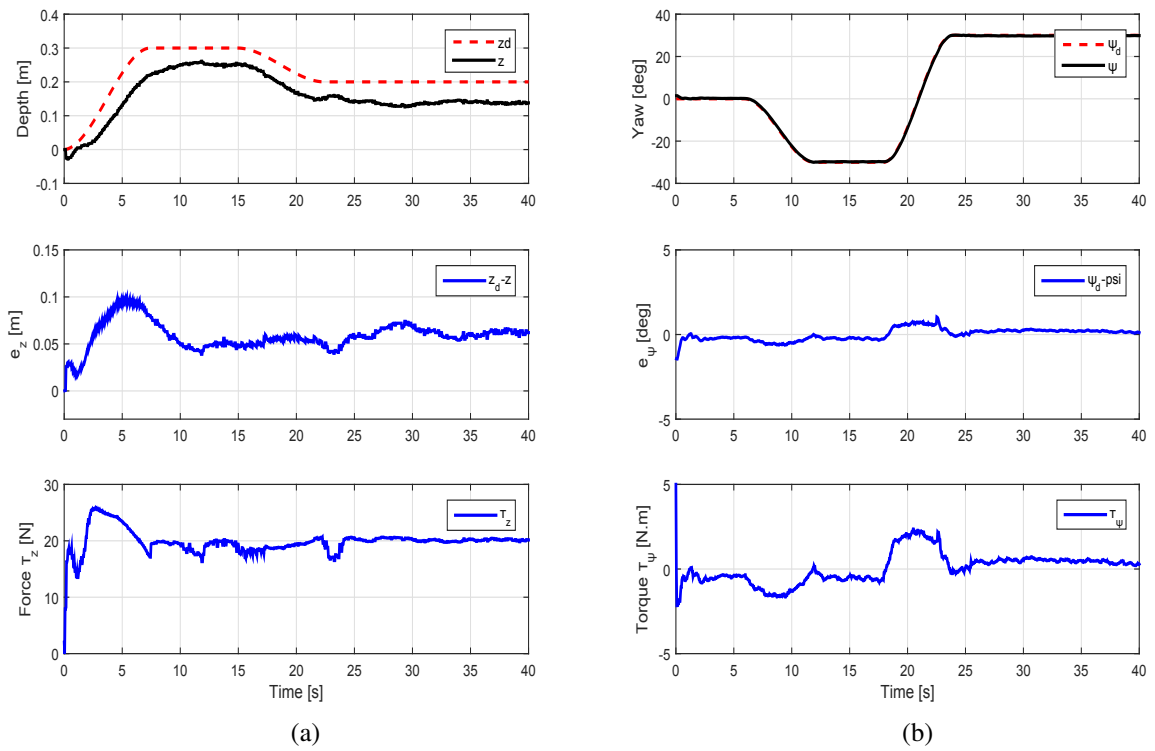 0.4
0.3
0.2
0.1
0
-0.1
Depth [m]
zd
z
0 5 10 15 20 25 30 35 40
0.15
0.1
0.05
0
e_z [m]
z_d-z
0 5 10 15 20 25 30 35 40
30
20
10
0
Force τ_z [N]
τ_z
0 5 10 15 20 25 30 35 40
Time [s]
(a)
40
20
0
-20
-40
Yaw [deg]
ψ_d
ψ
0 5 10 15 20 25 30 35 40
5
0
-5
e_ψ [deg]
ψ_d-psi
0 5 10 15 20 25 30 35 40
5
0
-5
Torque τ_ψ [N.m]
τ_ψ
0 5 10 15 20 25 30 35 40
Time [s]
(b)